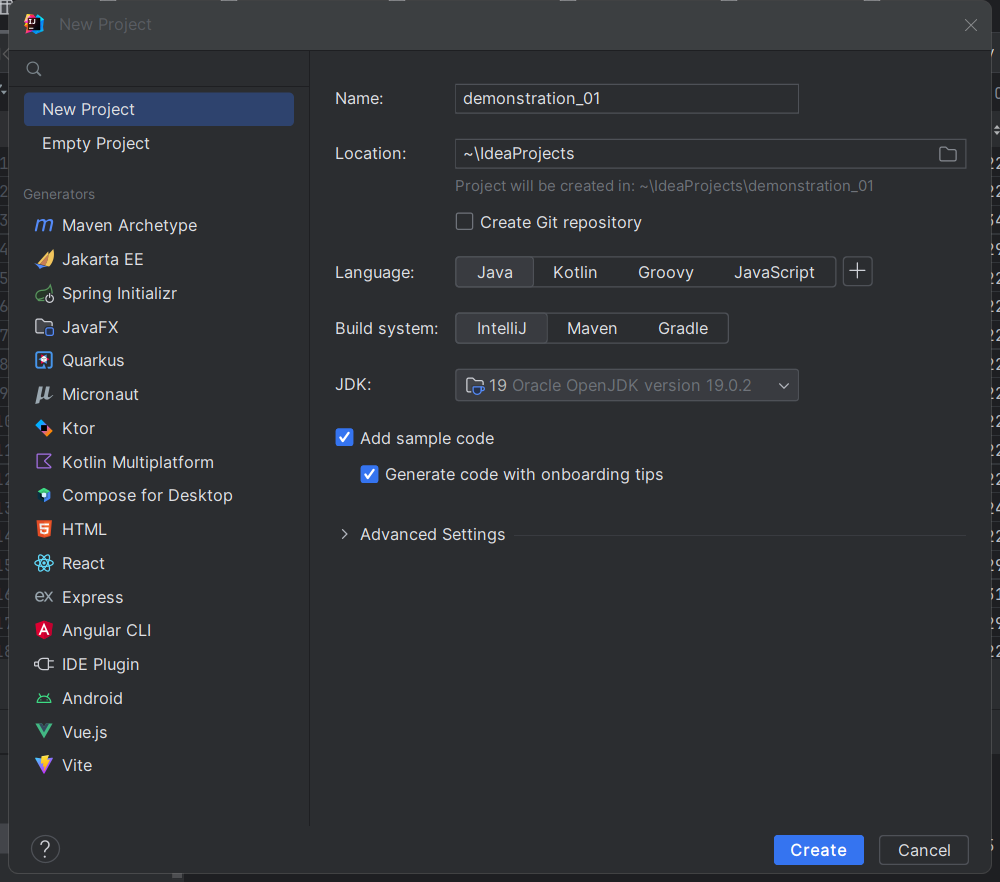 New Project
New Project
Empty Project
Generators
Maven Archetype
Jakarta EE
Spring Initializr
JavaFX
Quarkus
Micronaut
Ktor
Kotlin Multiplatform
Compose for Desktop
HTML
React
Express
Angular CLI
IDE Plugin
Android
Vue.js
Vite
Name: demonstration_01
Location: ~\IdeaProjects
Project will be created in: ~\IdeaProjects\demonstration_01
Create Git repository
Language: Java Kotlin Groovy JavaScript
Build system: IntelliJ Maven Gradle
JDK: 19 Oracle OpenJDK version 19.0.2
Add sample code
Generate code with onboarding tips
Advanced Settings
? Create Cancel